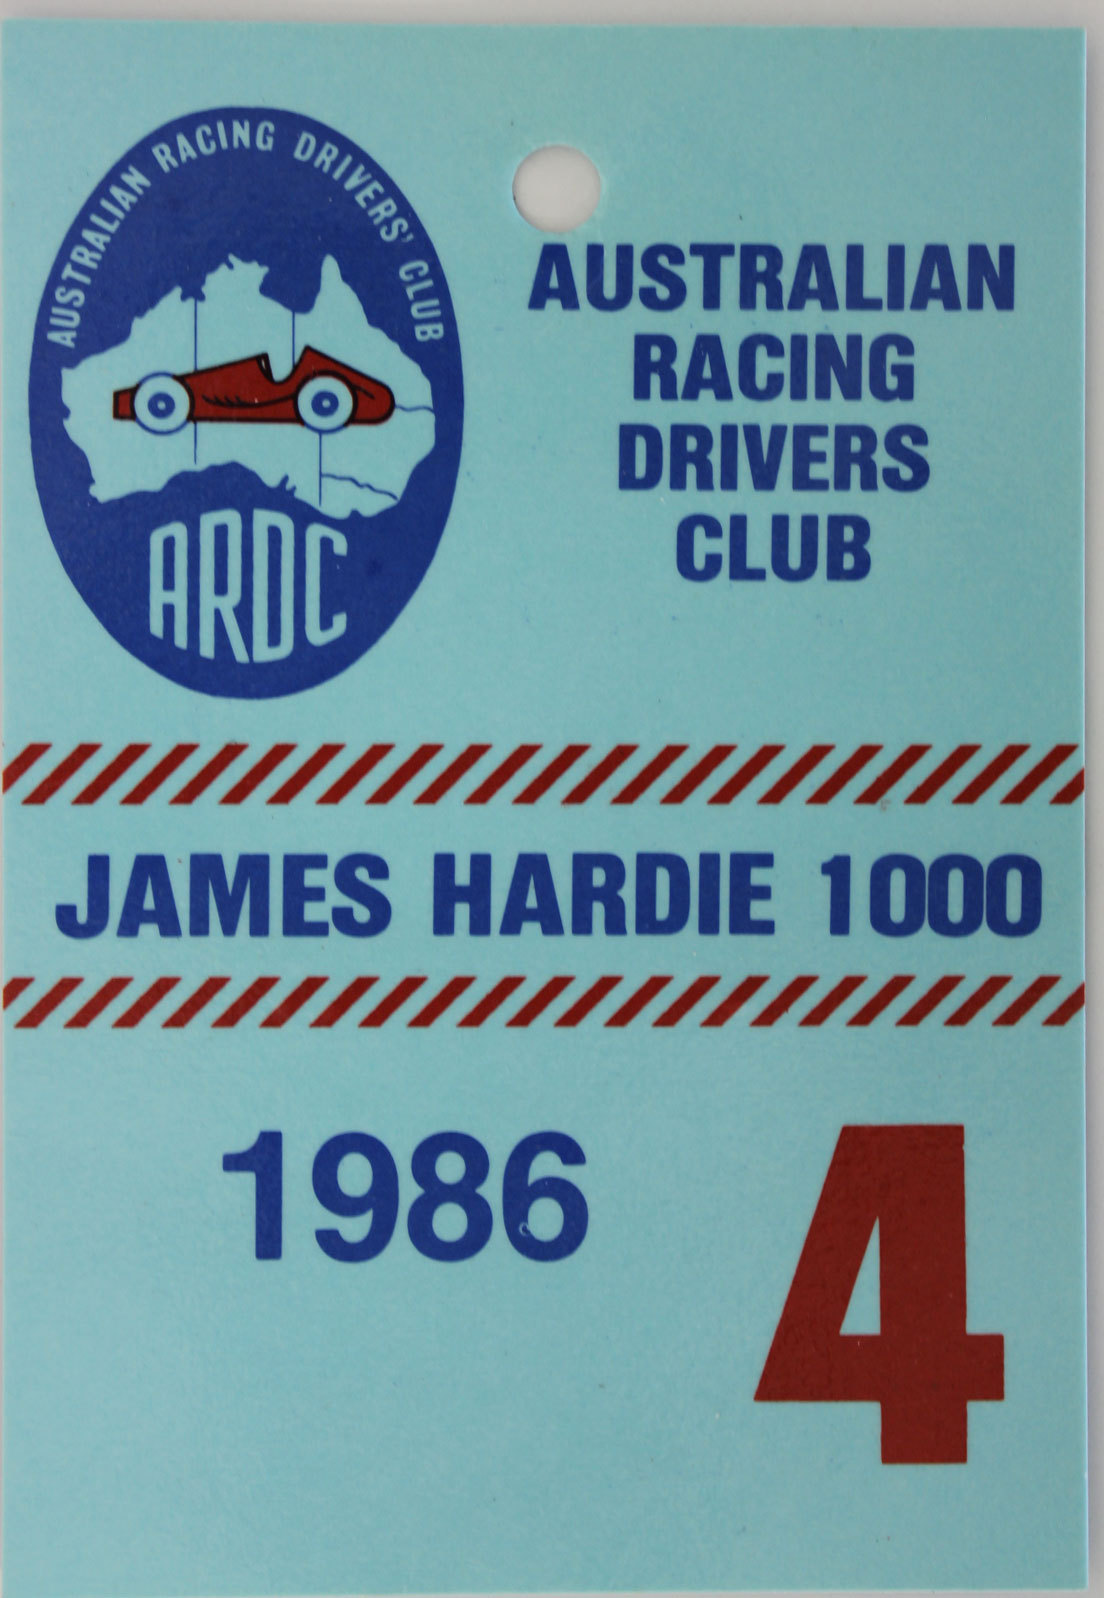 AUSTRALIAN RACING DRIVERS' CLUB
ARDC
AUSTRALIAN
RACING
DRIVERS
CLUB
JAMES HARDIE 1000
1986
4